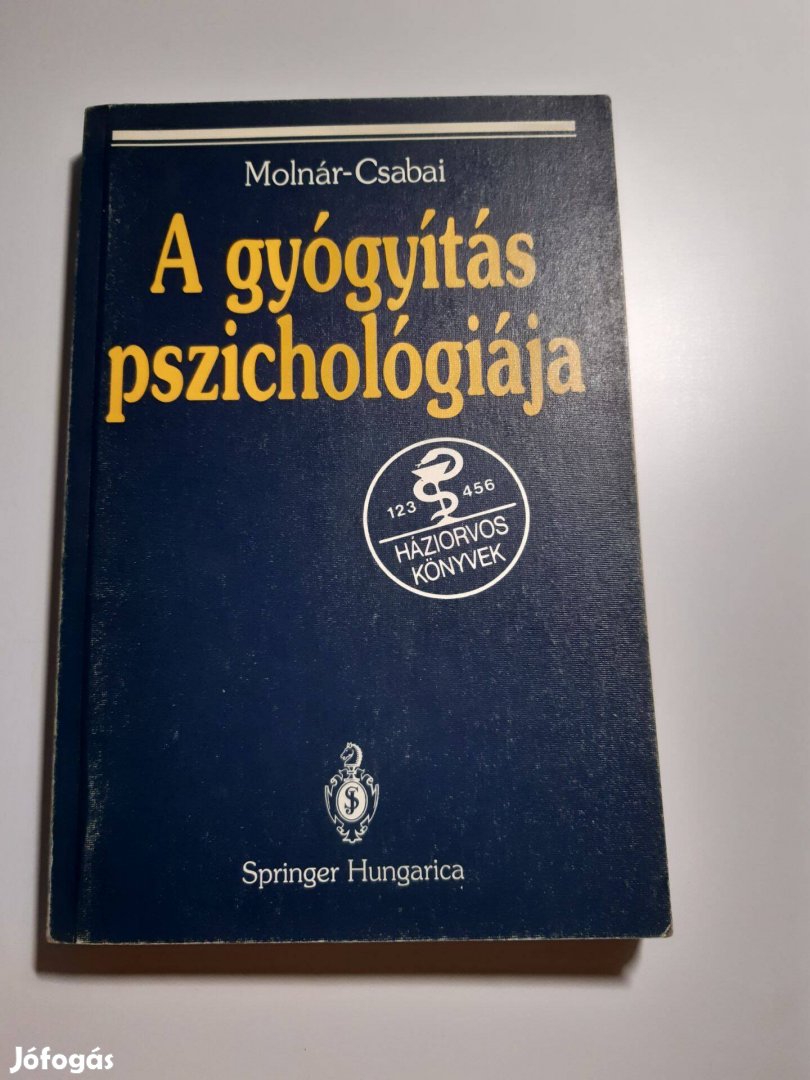 Molnár-Csabai
A gyógyítás
pszichológiája
123 456
HÁZIORVOS
KÖNYVEK
S
Springer Hungarica
Jófogás